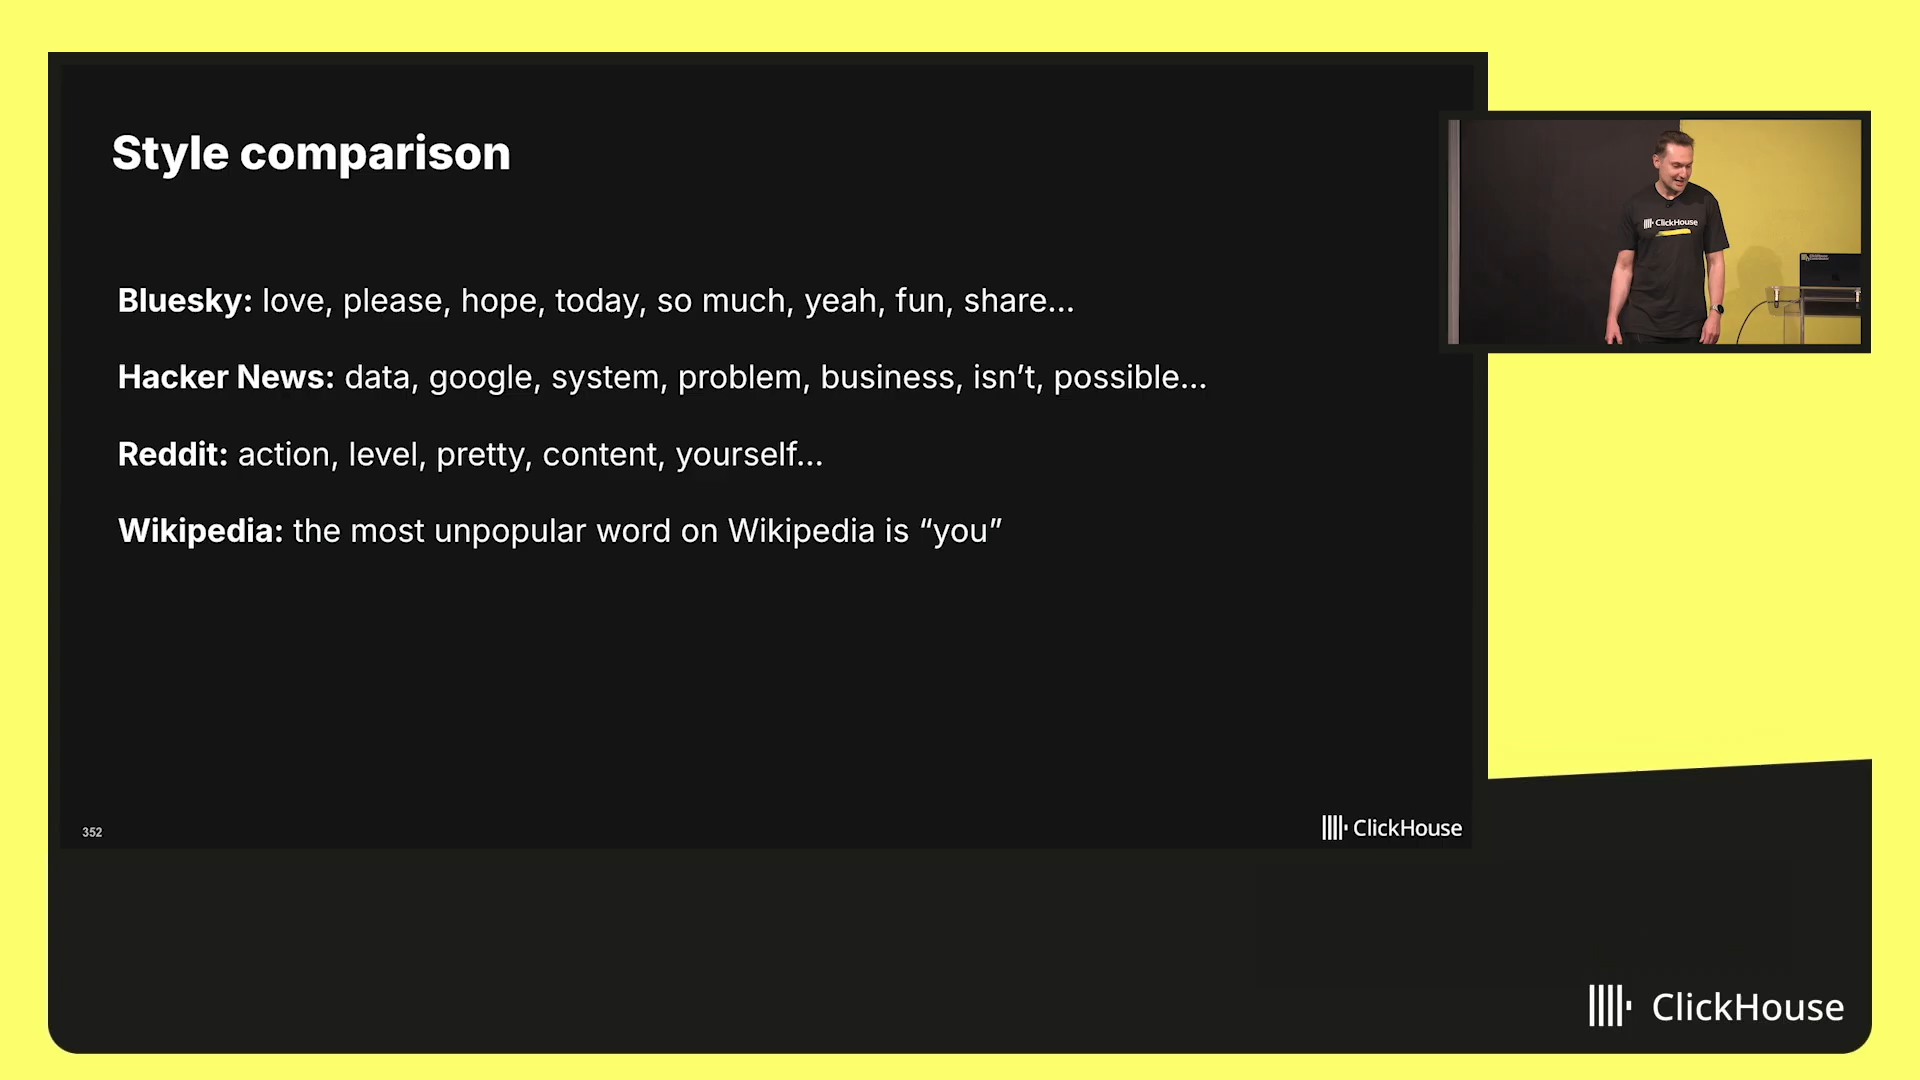 Style comparison
Bluesky: love, please, hope, today, so much, yeah, fun, share...
Hacker News: data, google, system, problem, business, isn’t, possible...
Reddit: action, level, pretty, content, yourself...
Wikipedia: the most unpopular word on Wikipedia is “you”
352
ClickHouse
ClickHouse
ClickHouse